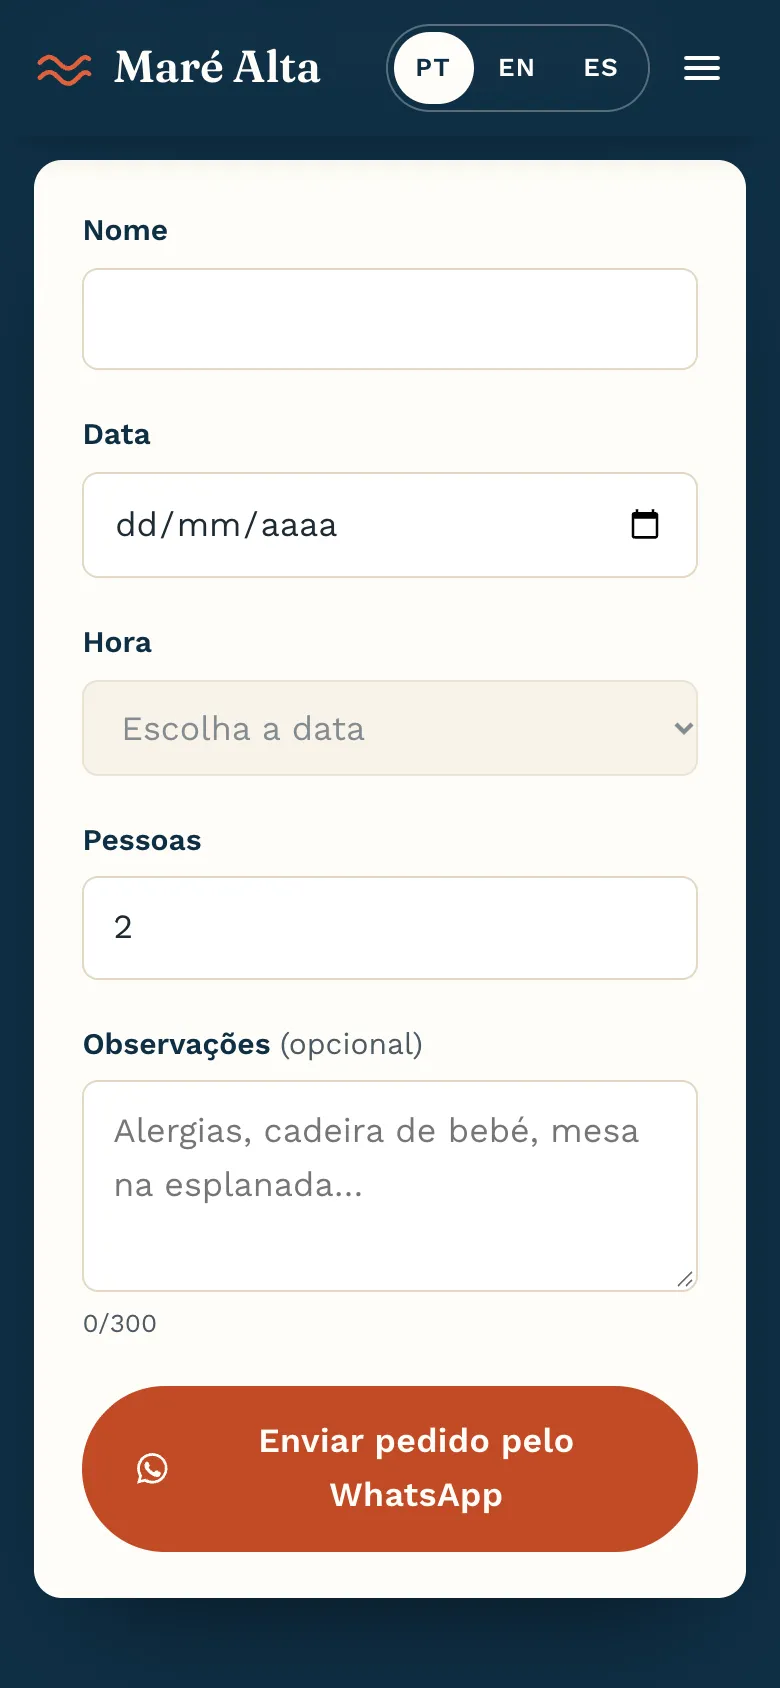 Maré Alta
PT EN ES
Nome
Data
dd/mm/aaaa
Hora
Escolha a data
Pessoas
2
Observações (opcional)
Alergias, cadeira de bebé, mesa
na esplanada...
0/300
Enviar pedido pelo
WhatsApp